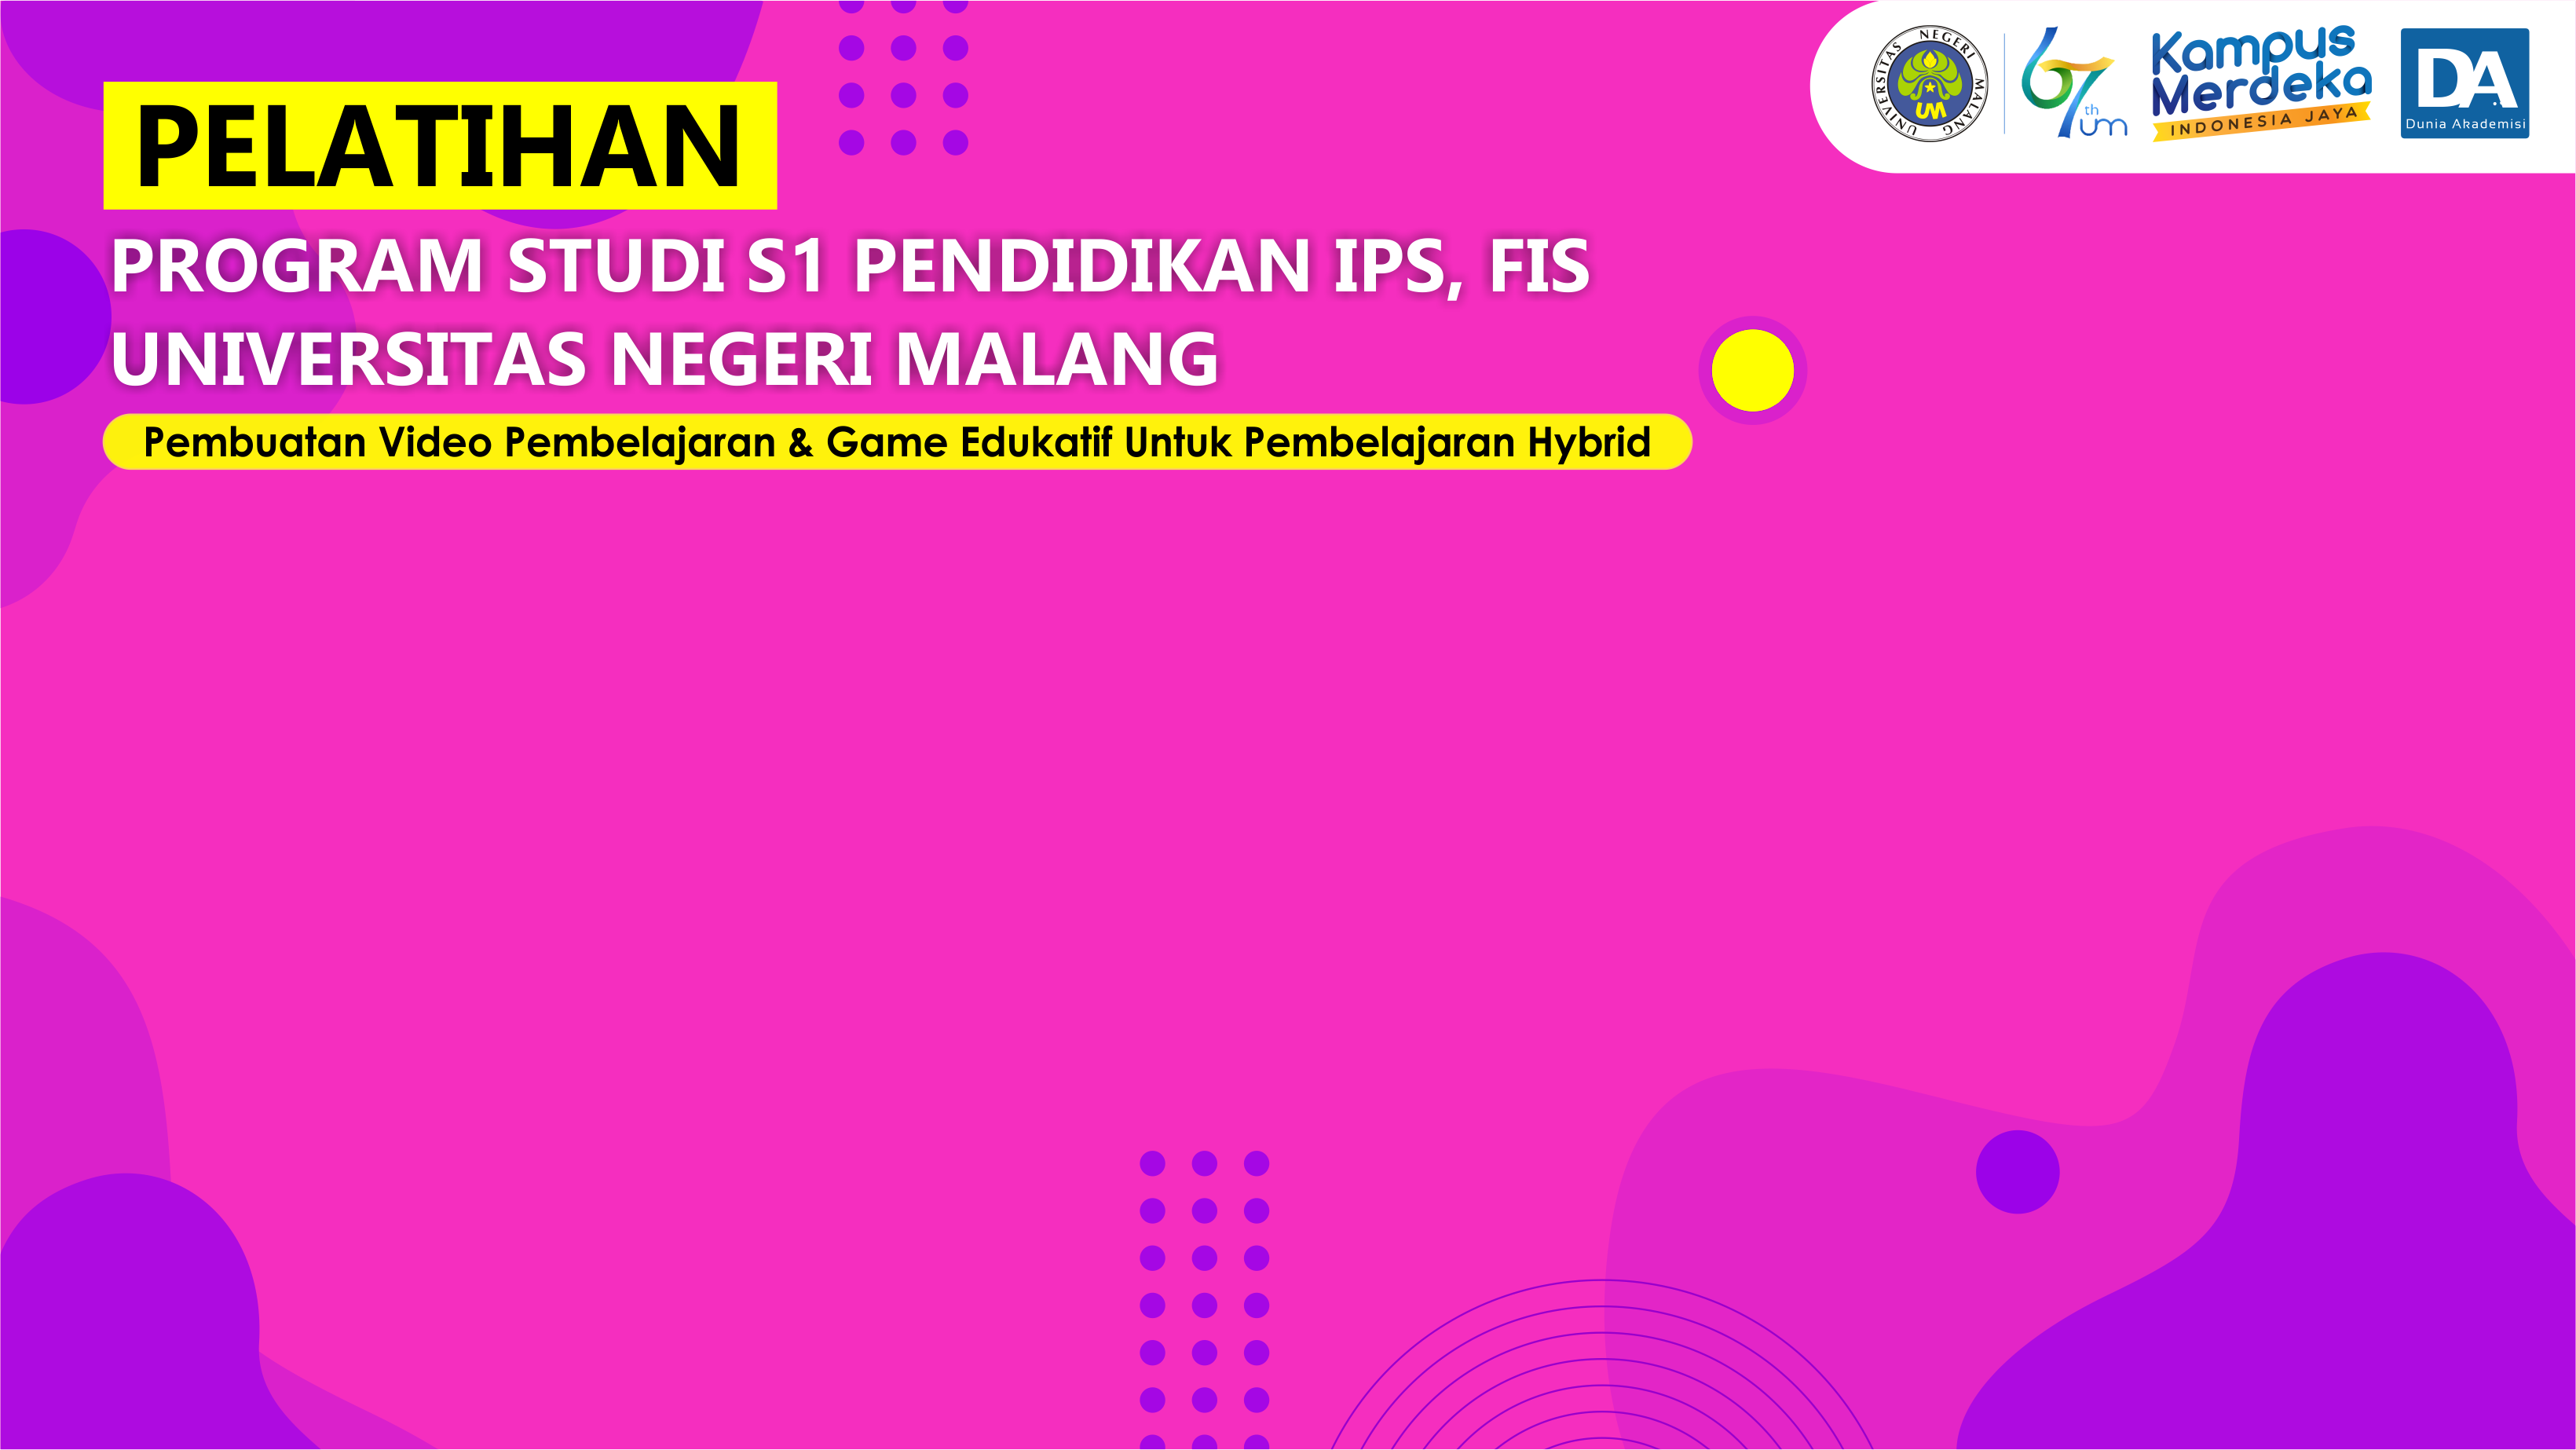 PELATIHAN
PROGRAM STUDI S1 PENDIDIKAN IPS, FIS
UNIVERSITAS NEGERI MALANG
Pembuatan Video Pembelajaran & Game Edukatif Untuk Pembelajaran Hybrid
UNIVERSITAS NEGERI MALANG
UM
67th um
Kampus
Merdeka
INDONESIA JAYA
DA
Dunia Akademisi